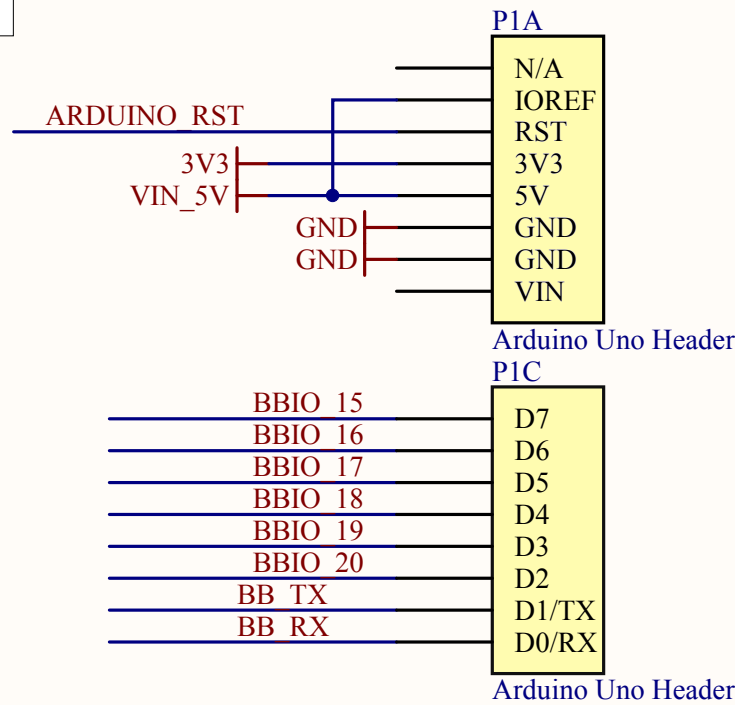 P1A
N/A
IOREF
ARDUINO_RST RST
3V3 3V3
VIN_5V 5V
GND GND
GND GND
VIN
Arduino Uno Header
P1C
BBIO_15 D7
BBIO_16 D6
BBIO_17 D5
BBIO_18 D4
BBIO_19 D3
BBIO_20 D2
BB_TX D1/TX
BB_RX D0/RX
Arduino Uno Header